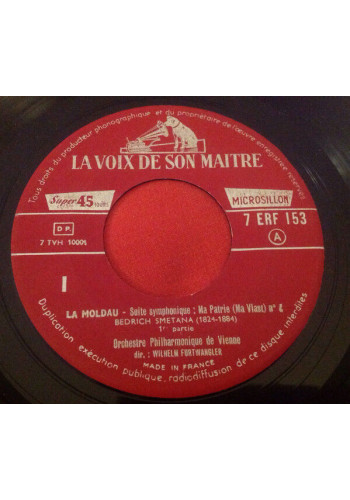 Tous droits du producteur phonographique et du propriétaire de l'œuvre enregistrée réservés
LA VOIX DE SON MAITRE
Super 45 tours
MICROSILLON
7 ERF 153
D P
A
7 TVH 1000s
I
LA MOLDAU - Suite symphonique : Ma Patrie (Ma Vlast) n°
BEDRICH SMETANA (1824-1884)
1re partie
Orchestre Philharmonique de Vienne
dir. : WILHELM FURTWANGLER
MADE IN FRANCE
Duplication exécution publique, radiodiffusion de ce disque interdites